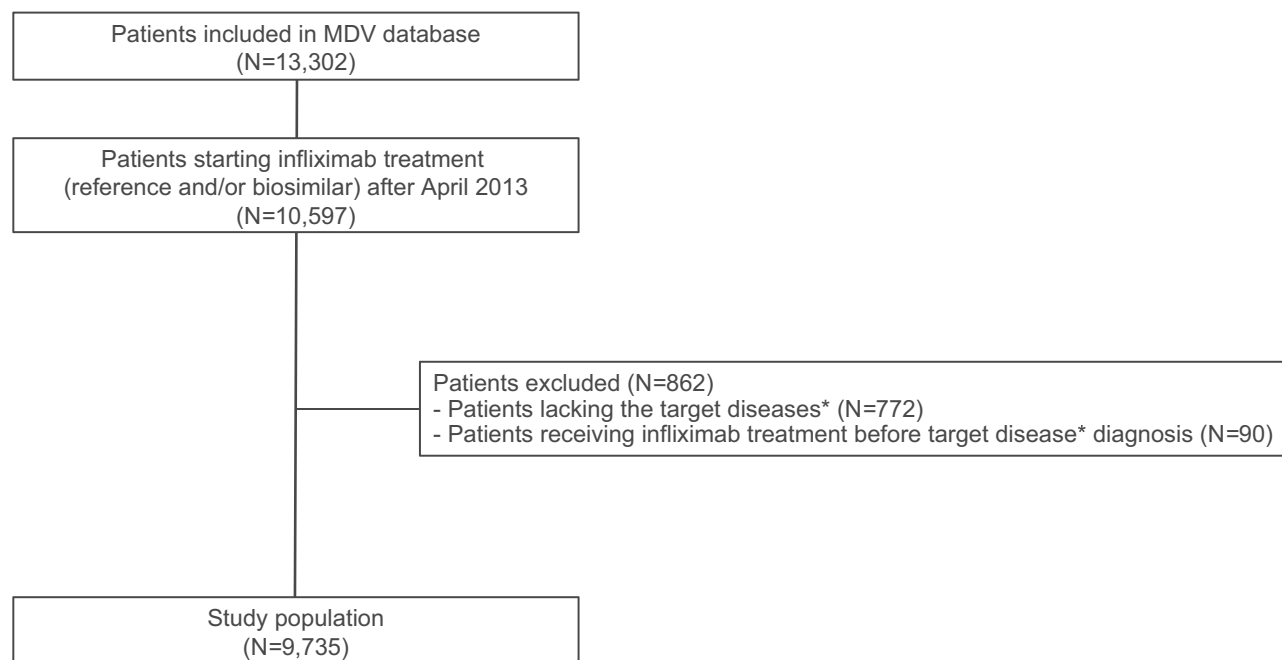 Patients included in MDV database
(N=13,302)
Patients starting infliximab treatment
(reference and/or biosimilar) after April 2013
(N=10,597)
Patients excluded (N=862)
- Patients lacking the target diseases* (N=772)
- Patients receiving infliximab treatment before target disease* diagnosis (N=90)
Study population
(N=9,735)